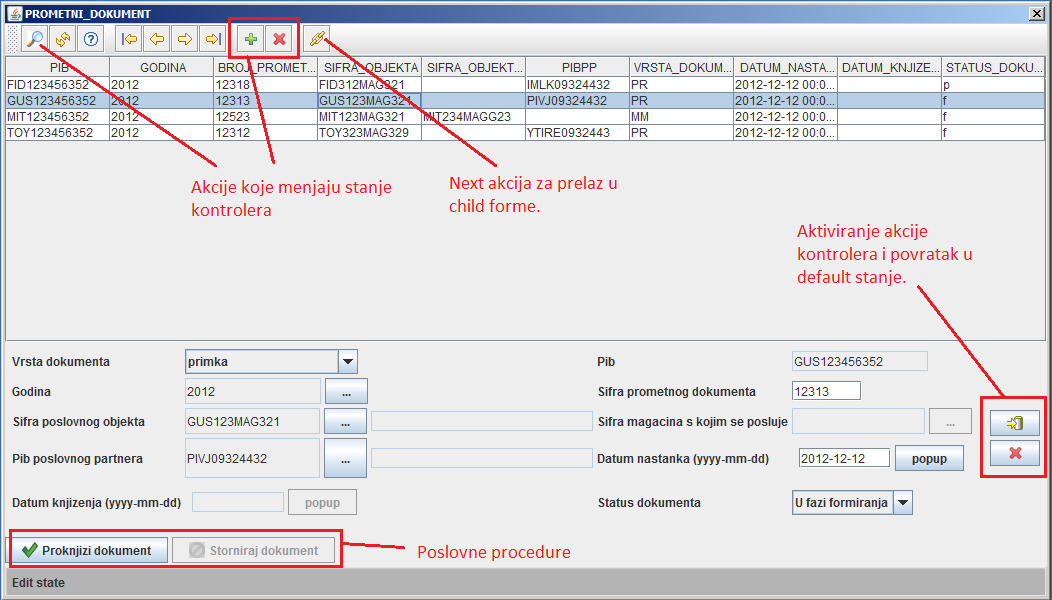 PROMETNI_DOKUMENT
PIB GODINA BROJ_PROMET... SIFRA_OBJEKTA SIFRA_OBJEKT... PIBPP VRSTA_DOKUM... DATUM_NASTA... DATUM_KNJIZE... STATUS_DOKU...
FID123456352 2012 12318 FID312MAG321 IMLK09324432 PR 2012-12-12 00:0... p
GUS123456352 2012 12313 GUS123MAG321 PIVJ09324432 PR 2012-12-12 00:0... f
MIT123456352 2012 12523 MIT123MAG321 MIT234MAGG23 MM 2012-12-12 00:0... f
TOY123456352 2012 12312 TOY323MAG329 YTIRE0932443 PR 2012-12-12 00:0... f
Akcije koje menjaju stanje
kontrolera
Next akcija za prelaz u
child forme.
Aktiviranje akcije
kontrolera i povratak u
default stanje.
Vrsta dokumenta primka Pib GUS123456352
Godina 2012 ... Sifra prometnog dokumenta 12313
Sifra poslovnog objekta GUS123MAG321 ... Sifra magacina s kojim se posluje ...
Pib poslovnog partnera PIVJ09324432 ... Datum nastanka (yyyy-mm-dd) 2012-12-12 popup
Datum knjizenja (yyyy-mm-dd) popup Status dokumenta U fazi formiranja
Proknjizi dokument Storniraj dokument
Poslovne procedure
Edit state